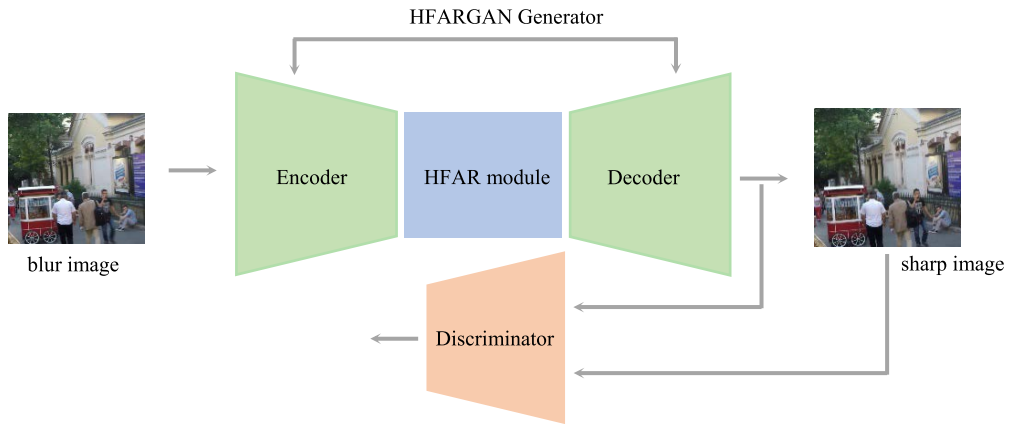 HFARGAN Generator
Encoder
HFAR module
Decoder
blur image
sharp image
Discriminator